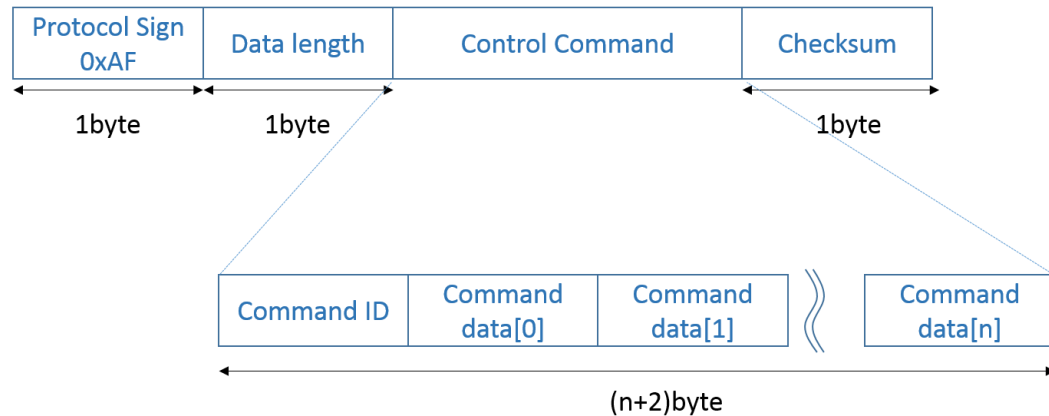 Protocol Sign
0xAF
Data length
Control Command
Checksum
1byte
1byte
1byte
Command ID
Command
data[0]
Command
data[1]
Command
data[n]
(n+2)byte